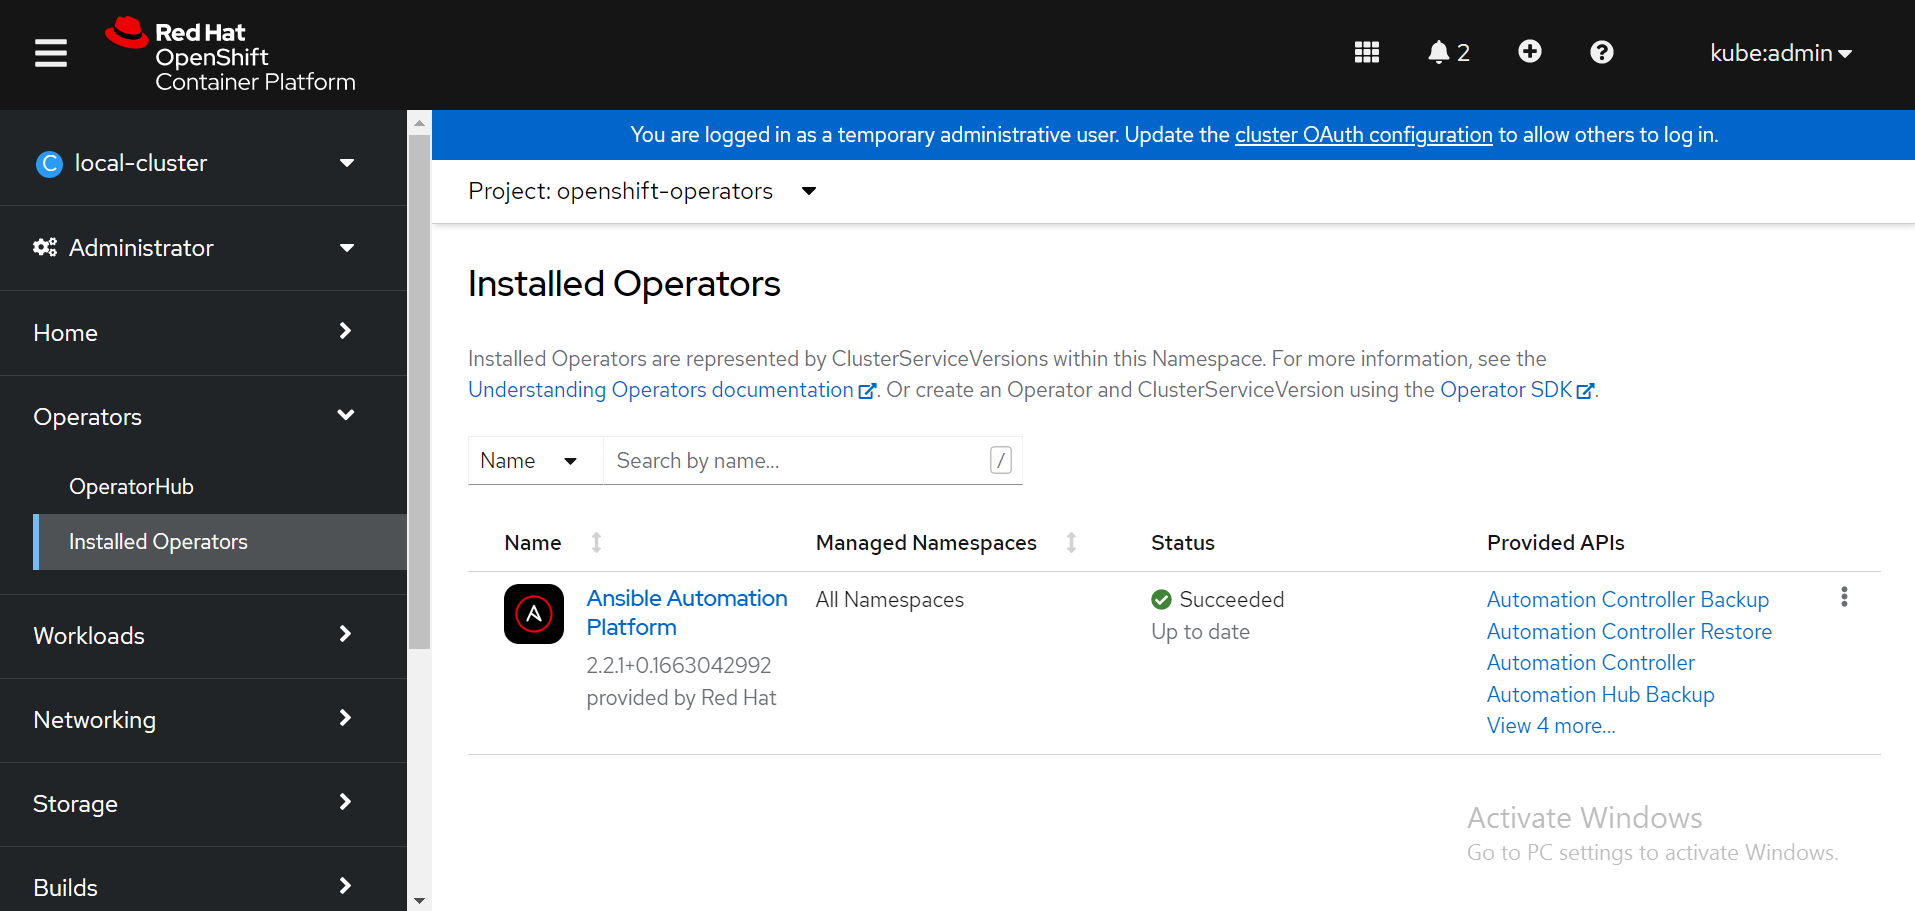 Red Hat
OpenShift
Container Platform
2
kube:admin
C local-cluster
Administrator
Home
Operators
OperatorHub
Installed Operators
Workloads
Networking
Storage
Builds
You are logged in as a temporary administrative user. Update the cluster OAuth configuration to allow others to log in.
Project: openshift-operators
Installed Operators
Installed Operators are represented by ClusterServiceVersions within this Namespace. For more information, see the
Understanding Operators documentation. Or create an Operator and ClusterServiceVersion using the Operator SDK.
Name Search by name... /
Name Managed Namespaces Status Provided APIs
Ansible Automation
Platform
2.2.1+0.1663042992
provided by Red Hat
All Namespaces
Succeeded
Up to date
Automation Controller Backup
Automation Controller Restore
Automation Controller
Automation Hub Backup
View 4 more...
Activate Windows
Go to PC settings to activate Windows.